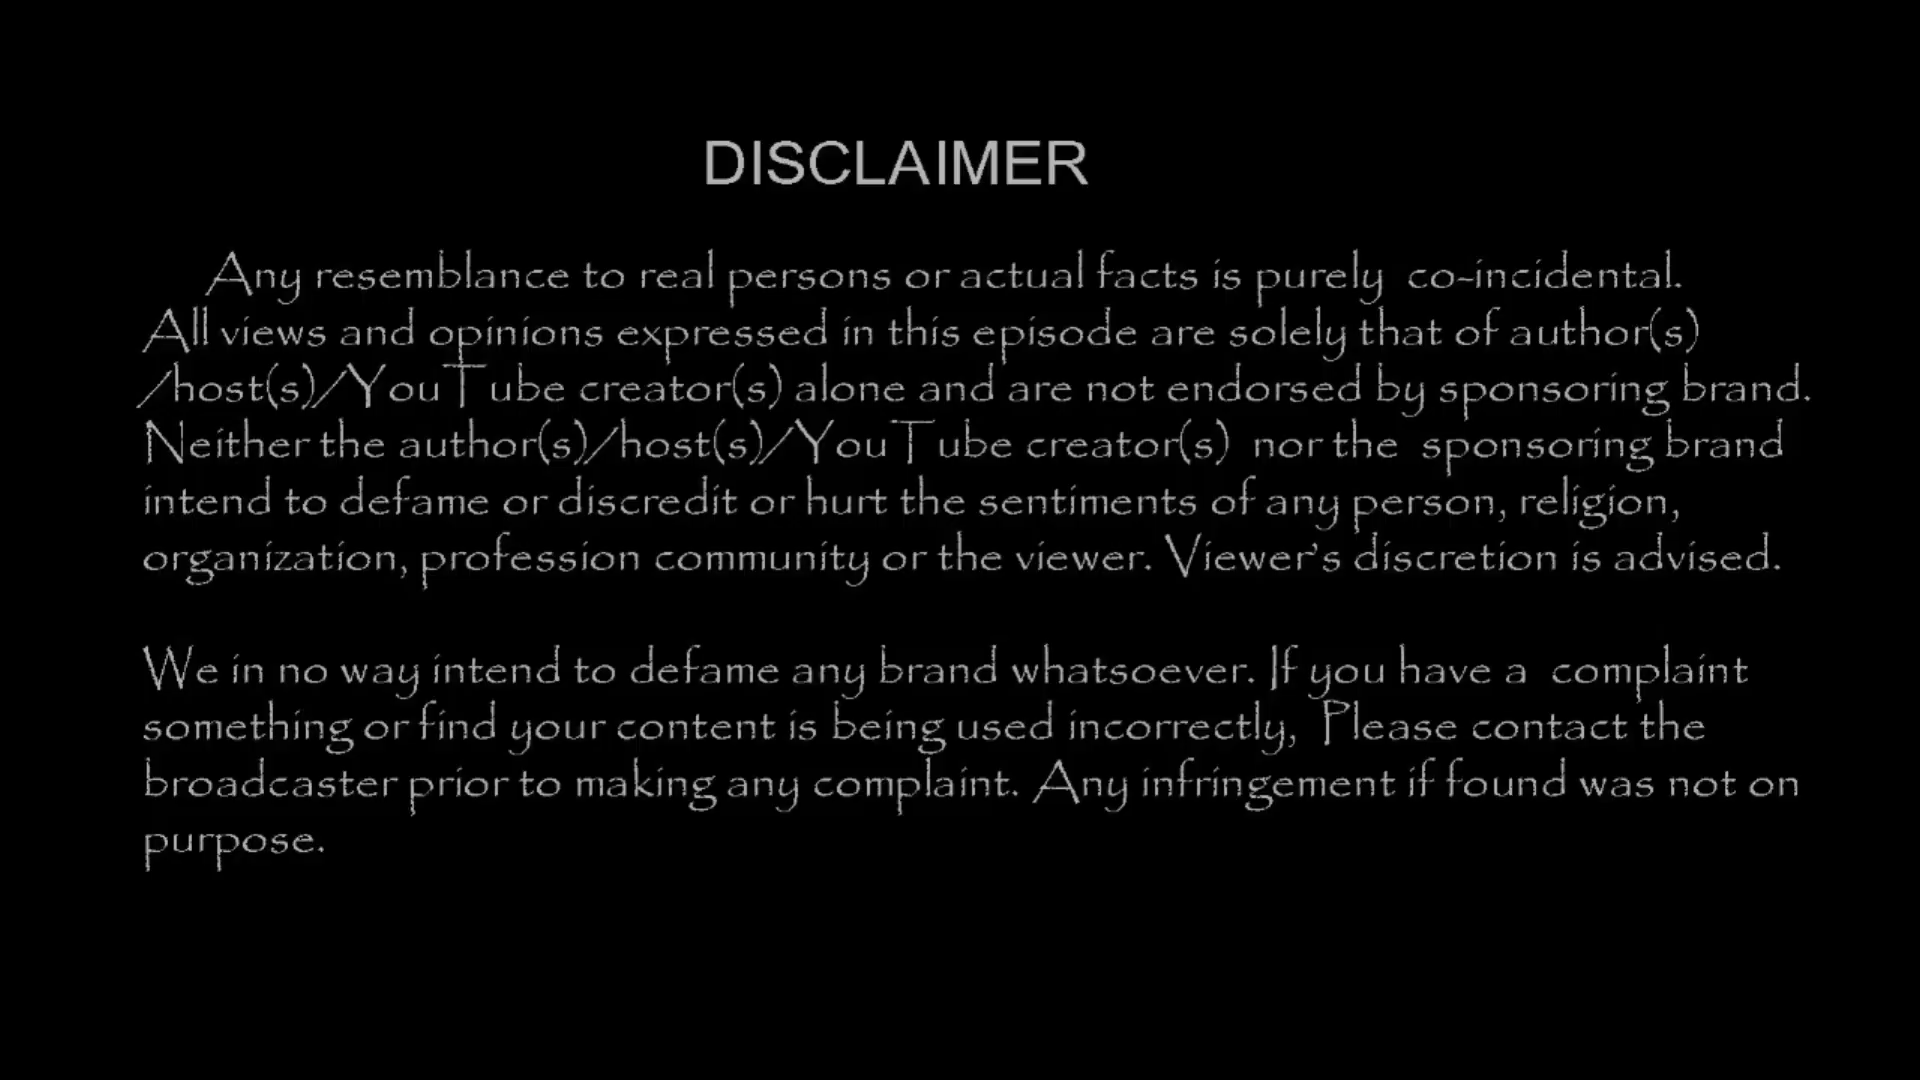 DISCLAIMER
Any resemblance to real persons or actual facts is purely co-incidental.
All views and opinions expressed in this episode are solely that of author(s)
/host(s)/YouTube creator(s) alone and are not endorsed by sponsoring brand.
Neither the author(s)/host(s)/YouTube creator(s) nor the sponsoring brand
intend to defame or discredit or hurt the sentiments of any person, religion,
organization, profession community or the viewer. Viewer's discretion is advised.
We in no way intend to defame any brand whatsoever. If you have a complaint
something or find your content is being used incorrectly, Please contact the
broadcaster prior to making any complaint. Any infringement if found was not on
purpose.